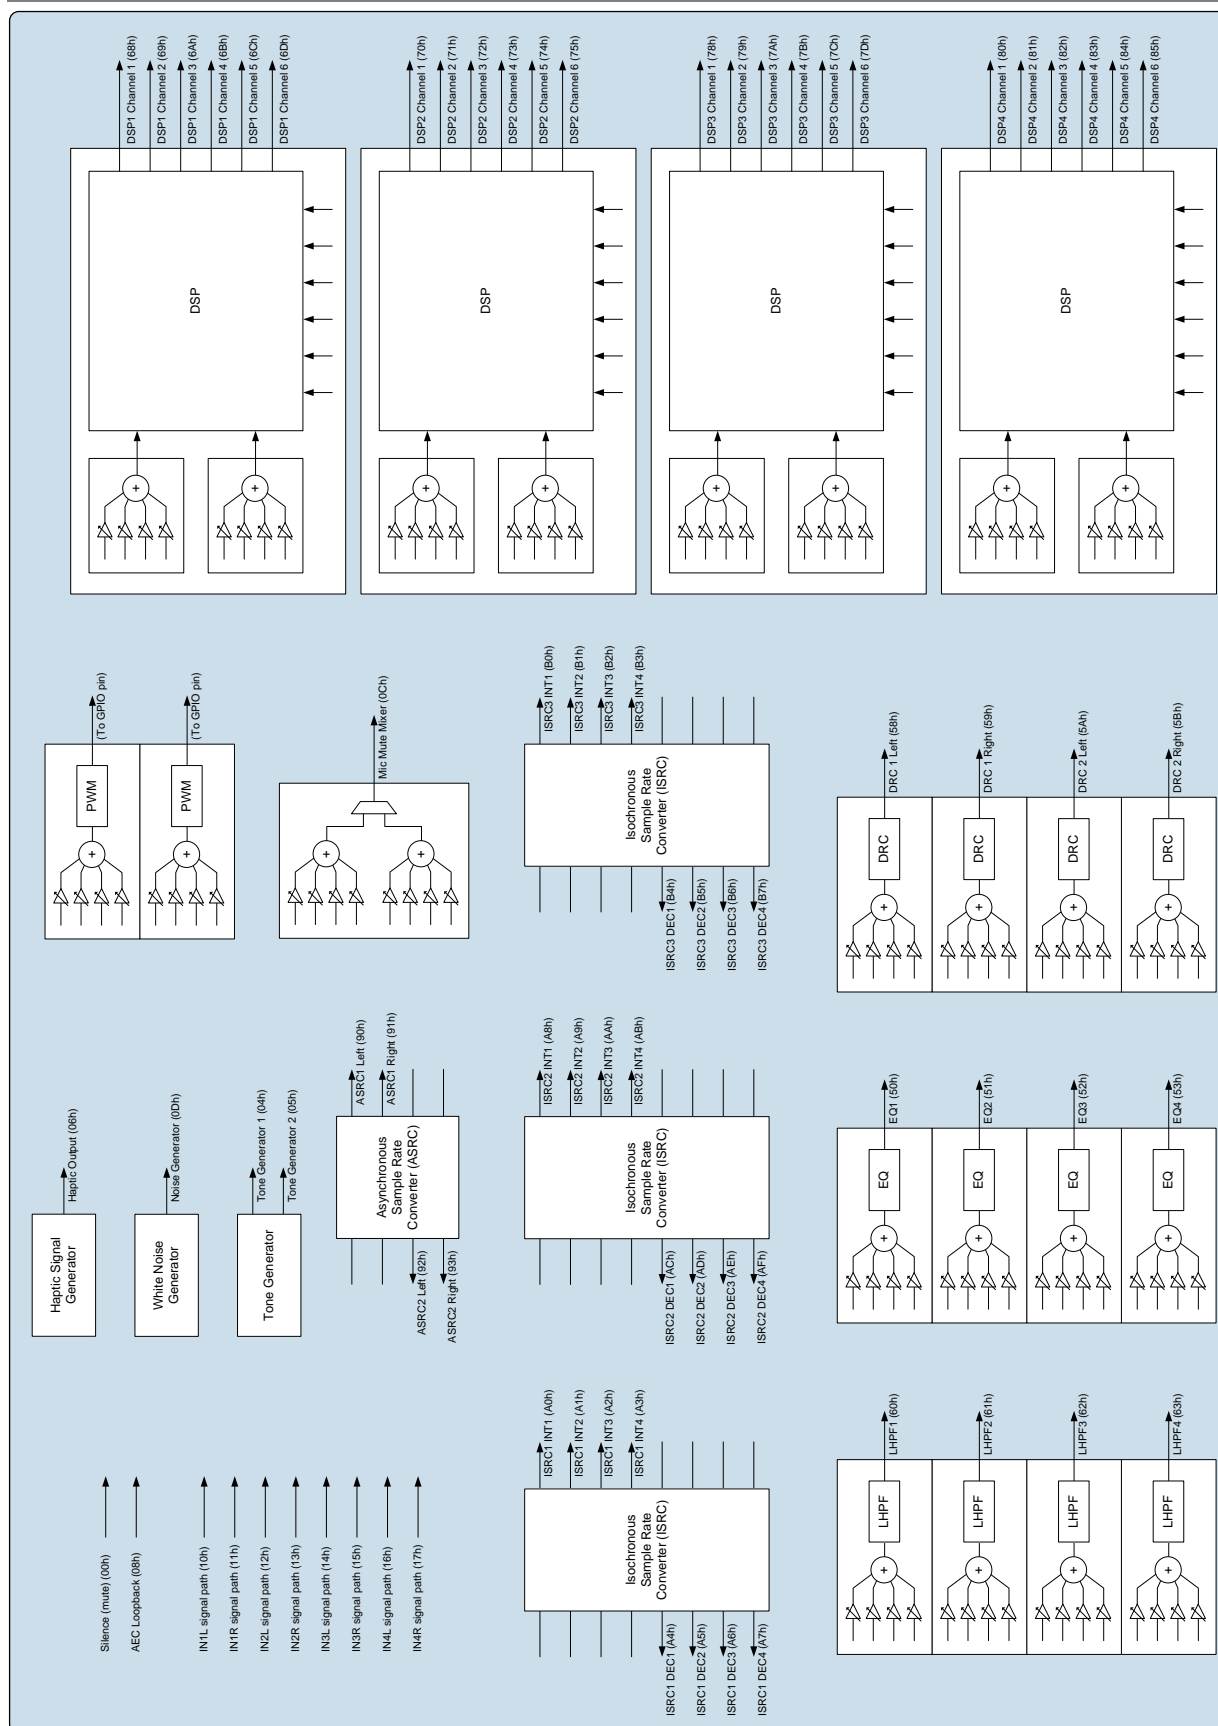 DSP1 Channel 1 (68h)
DSP1 Channel 2 (69h)
DSP1 Channel 3 (6Ah)
DSP1 Channel 4 (6Bh)
DSP1 Channel 5 (6Ch)
DSP1 Channel 6 (6Dh)
DSP
DSP2 Channel 1 (70h)
DSP2 Channel 2 (71h)
DSP2 Channel 3 (72h)
DSP2 Channel 4 (73h)
DSP2 Channel 5 (74h)
DSP2 Channel 6 (75h)
DSP
DSP3 Channel 1 (78h)
DSP3 Channel 2 (79h)
DSP3 Channel 3 (7Ah)
DSP3 Channel 4 (7Bh)
DSP3 Channel 5 (7Ch)
DSP3 Channel 6 (7Dh)
DSP
DSP4 Channel 1 (80h)
DSP4 Channel 2 (81h)
DSP4 Channel 3 (82h)
DSP4 Channel 4 (83h)
DSP4 Channel 5 (84h)
DSP4 Channel 6 (85h)
DSP
+
+
+
+
+
+
+
+
(To GPIO pin)
PWM
+
(To GPIO pin)
PWM
+
Mic Mute Mixer (0Ch)
+
+
ISRC3 INT1 (B0h)
ISRC3 INT2 (B1h)
ISRC3 INT3 (B2h)
ISRC3 INT4 (B3h)
Isochronous
Sample Rate
Converter (ISRC)
ISRC3 DEC1 (B4h)
ISRC3 DEC2 (B5h)
ISRC3 DEC3 (B6h)
ISRC3 DEC4 (B7h)
DRC 1 Left (58h)
DRC 1 Right (59h)
DRC 2 Left (5Ah)
DRC 2 Right (5Bh)
DRC
DRC
DRC
DRC
+
+
+
+
Haptic Output (06h)
Haptic Signal
Generator
Noise Generator (0Dh)
White Noise
Generator
Tone Generator 1 (04h)
Tone Generator 2 (05h)
Tone Generator
ASRC1 Left (90h)
ASRC1 Right (91h)
Asynchronous
Sample Rate
Converter (ASRC)
ASRC2 Left (92h)
ASRC2 Right (93h)
ISRC2 INT1 (A8h)
ISRC2 INT2 (A9h)
ISRC2 INT3 (AAh)
ISRC2 INT4 (ABh)
Isochronous
Sample Rate
Converter (ISRC)
ISRC2 DEC1 (ACh)
ISRC2 DEC2 (ADh)
ISRC2 DEC3 (AEh)
ISRC2 DEC4 (AFh)
EQ1 (50h)
EQ2 (51h)
EQ3 (52h)
EQ4 (53h)
EQ
EQ
EQ
EQ
+
+
+
+
Silence (mute) (00h)
AEC Loopback (08h)
IN1L signal path (10h)
IN1R signal path (11h)
IN2L signal path (12h)
IN2R signal path (13h)
IN3L signal path (14h)
IN3R signal path (15h)
IN4L signal path (16h)
IN4R signal path (17h)
ISRC1 INT1 (A0h)
ISRC1 INT2 (A1h)
ISRC1 INT3 (A2h)
ISRC1 INT4 (A3h)
Isochronous
Sample Rate
Converter (ISRC)
ISRC1 DEC1 (A4h)
ISRC1 DEC2 (A5h)
ISRC1 DEC3 (A6h)
ISRC1 DEC4 (A7h)
LHPF1 (60h)
LHPF2 (61h)
LHPF3 (62h)
LHPF4 (63h)
LHPF
LHPF
LHPF
LHPF
+
+
+
+